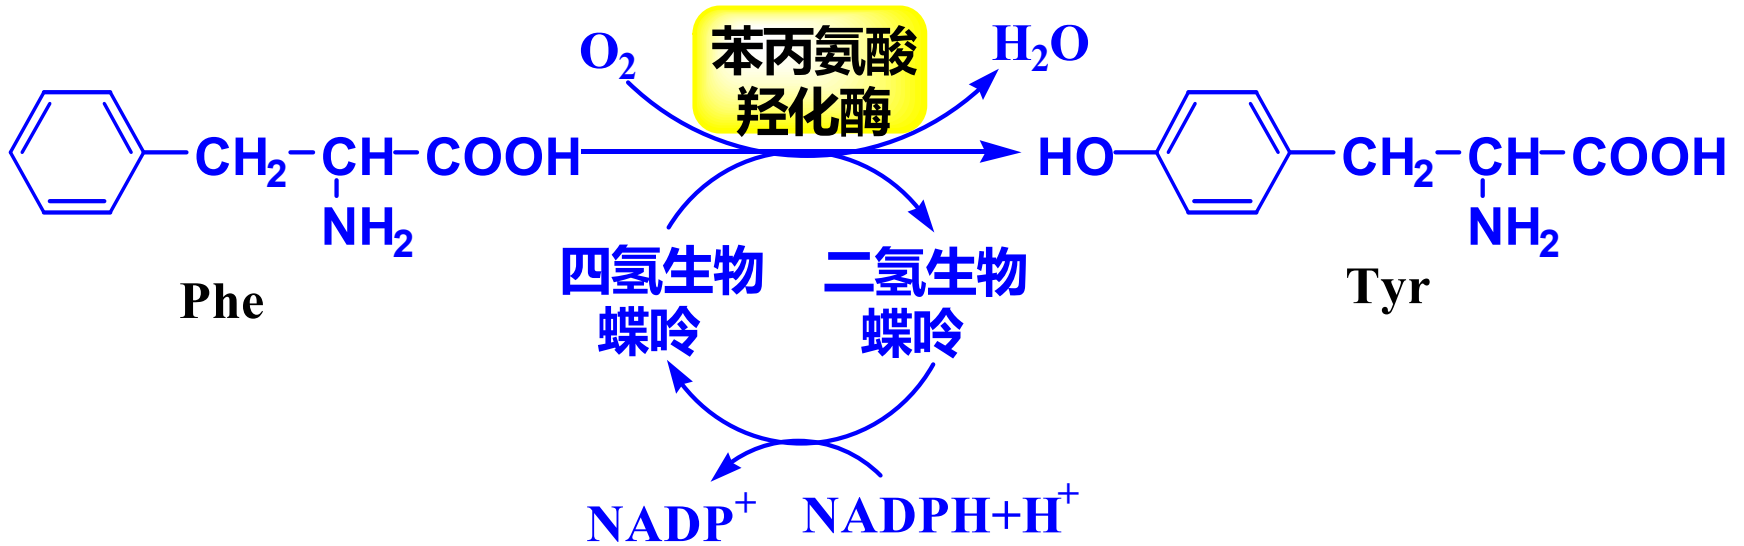 O₂
苯丙氨酸
羟化酶
H₂O
CH₂-CH-COOH
NH₂
HO
CH₂-CH-COOH
NH₂
Phe
四氢生物
蝶呤
二氢生物
蝶呤
Tyr
NADP⁺
NADPH+H⁺